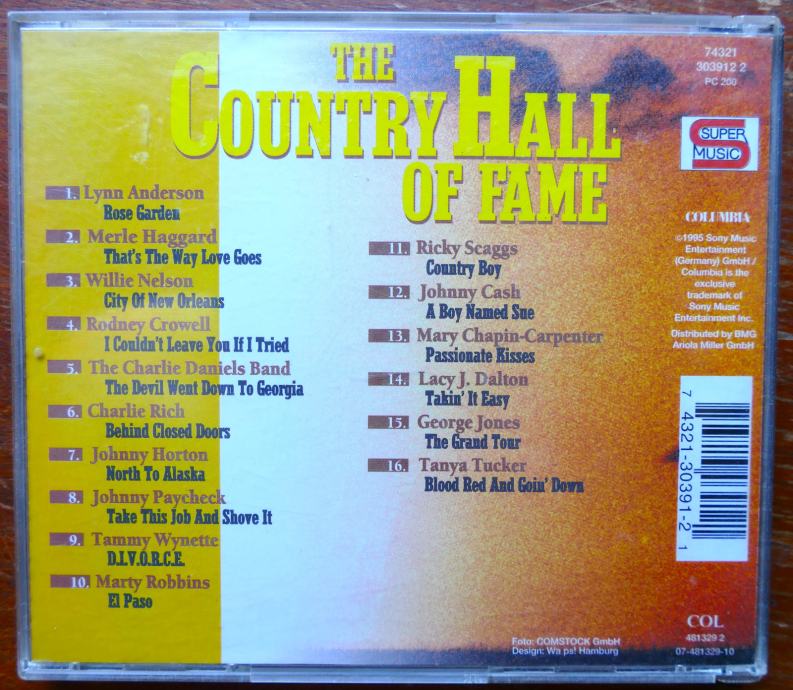 THE
COUNTRY HALL
OF FAME
1. Lynn Anderson
Rose Garden
2. Merle Haggard
That's The Way Love Goes
3. Willie Nelson
City Of New Orleans
4. Rodney Crowell
I Couldn't Leave You If I Tried
5. The Charlie Daniels Band
The Devil Went Down To Georgia
6. Charlie Rich
Behind Closed Doors
7. Johnny Horton
North To Alaska
8. Johnny Paycheck
Take This Job And Shove It
9. Tammy Wynette
D.I.V.O.R.C.E.
10. Marty Robbins
El Paso
11. Ricky Scaggs
Country Boy
12. Johnny Cash
A Boy Named Sue
13. Mary Chapin-Carpenter
Passionate Kisses
14. Lacy J. Dalton
Takin' It Easy
15. George Jones
The Grand Tour
16. Tanya Tucker
Blood Red And Goin' Down
74321
303912 2
PC 200
SUPER
MUSIC
COLUMBIA
©1995 Sony Music
Entertainment
(Germany) GmbH /
Columbia is the
exclusive
trademark of
Sony Music
Entertainment Inc.
Distributed by BMG
Ariola Miller GmbH
7 4321-30391-2 1
COL
481329 2
07-481329-10
Foto: COMSTOCK GmbH
Design: Wa ps! Hamburg